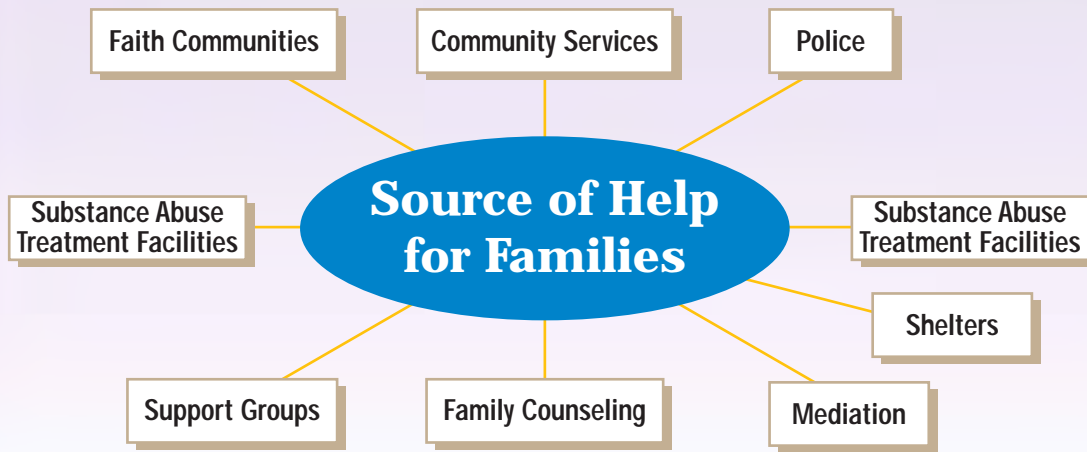 Faith Communities
Community Services
Police
Source of Help
for Families
Substance Abuse
Treatment Facilities
Substance Abuse
Treatment Facilities
Shelters
Support Groups
Family Counseling
Mediation